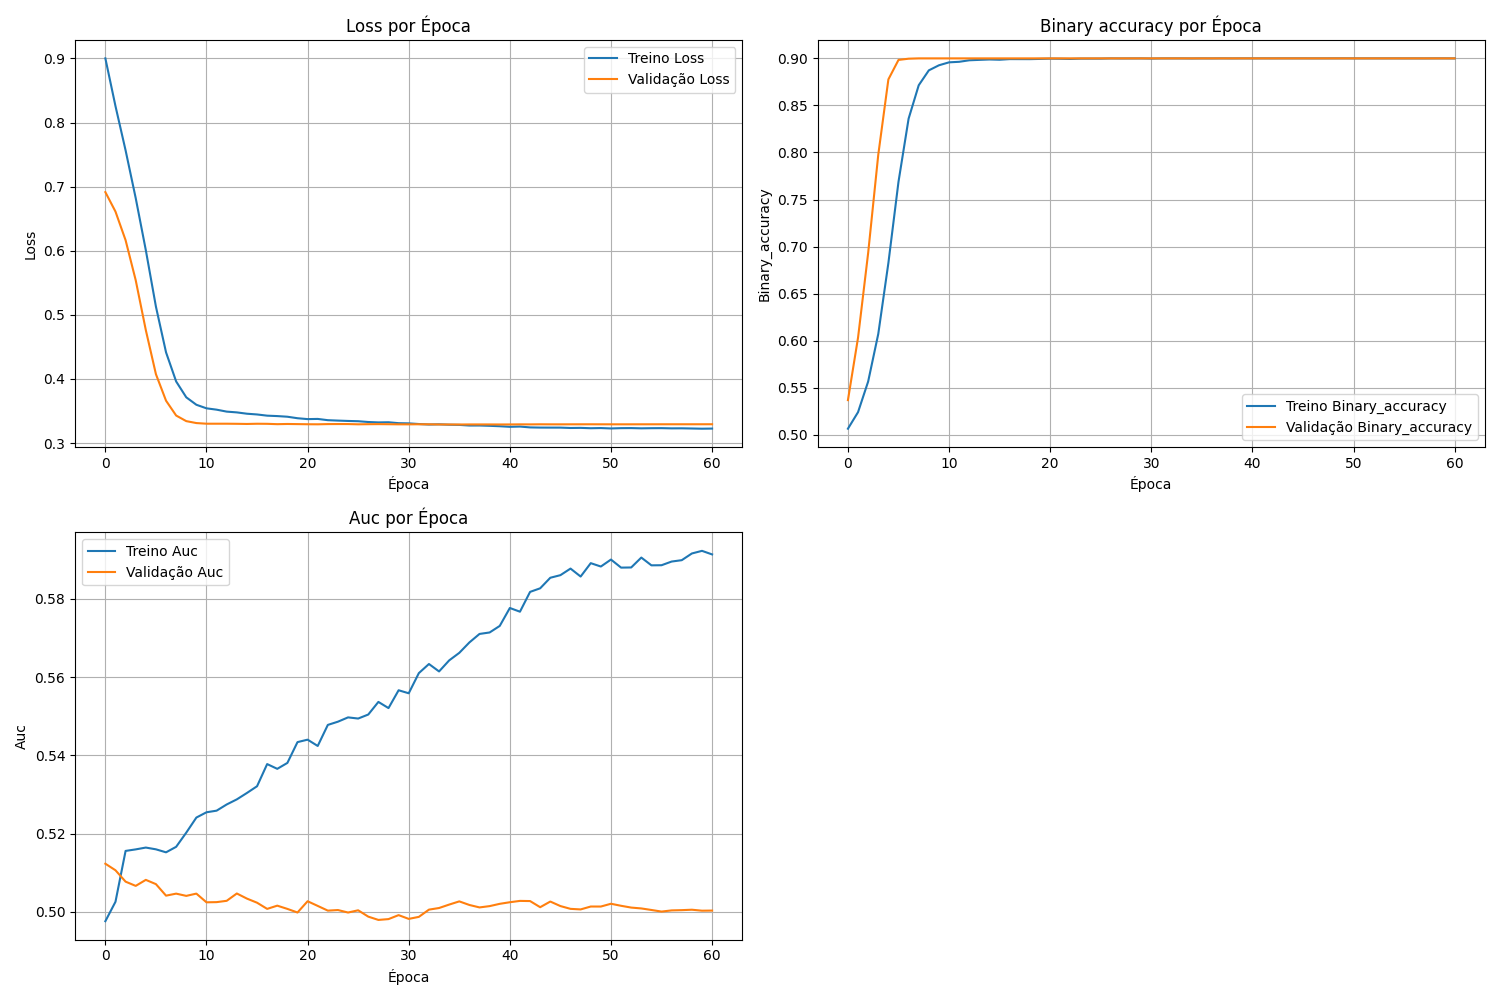 Loss por Época
0.9
0.8
0.7
0.6
0.5
0.4
0.3
Loss
Treino Loss
Validação Loss
0 10 20 30 40 50 60
Época
Binary accuracy por Época
0.90
0.85
0.80
0.75
0.70
0.65
0.60
0.55
0.50
Binary_accuracy
Treino Binary_accuracy
Validação Binary_accuracy
0 10 20 30 40 50 60
Época
Auc por Época
Treino Auc
Validação Auc
0.58
0.56
0.54
0.52
0.50
Auc
0 10 20 30 40 50 60
Época